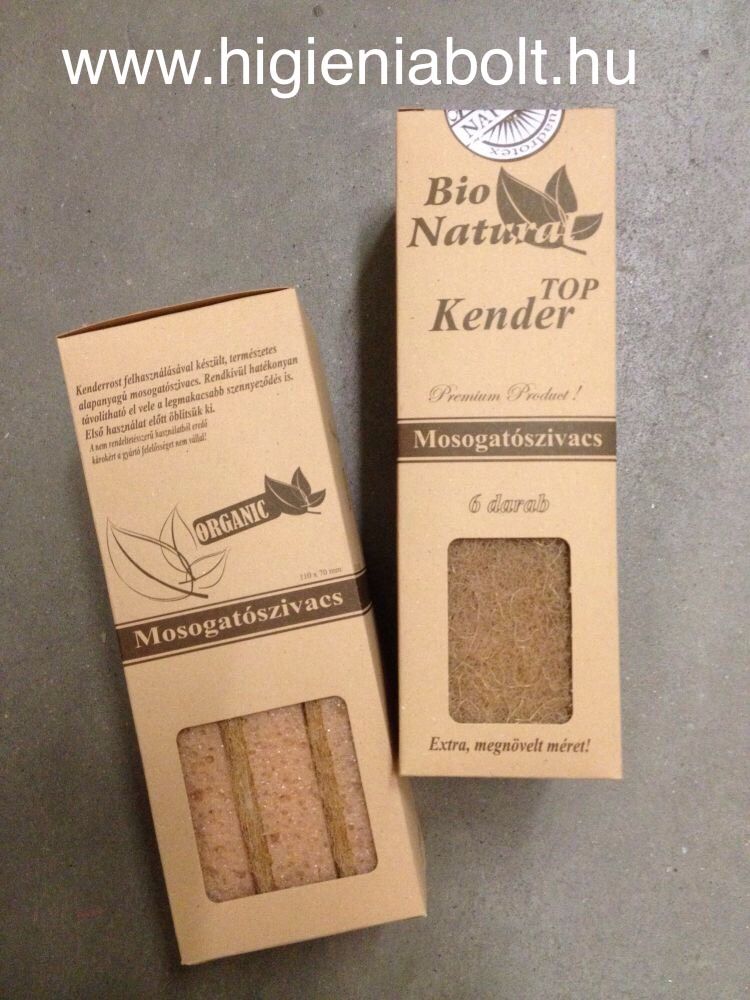 www.higieniabolt.hu
Quadrotex
Bio
Natural
TOP
Kender
Premium Product !
Mosogatószivacs
6 darab
Extra, megnövelt méret!
Kenderrost felhasználásával készült, természetes
alapanyagú mosogatószivacs. Rendkívül hatékonyan
távolítható el vele a legmakacsabb szennyeződés is.
Első használat előtt öblítsük ki.
A nem rendeltetésszerű használatból eredő
károkért a gyártó felelősséget nem vállal!
ORGANIC
110 x 70 mm
Mosogatószivacs